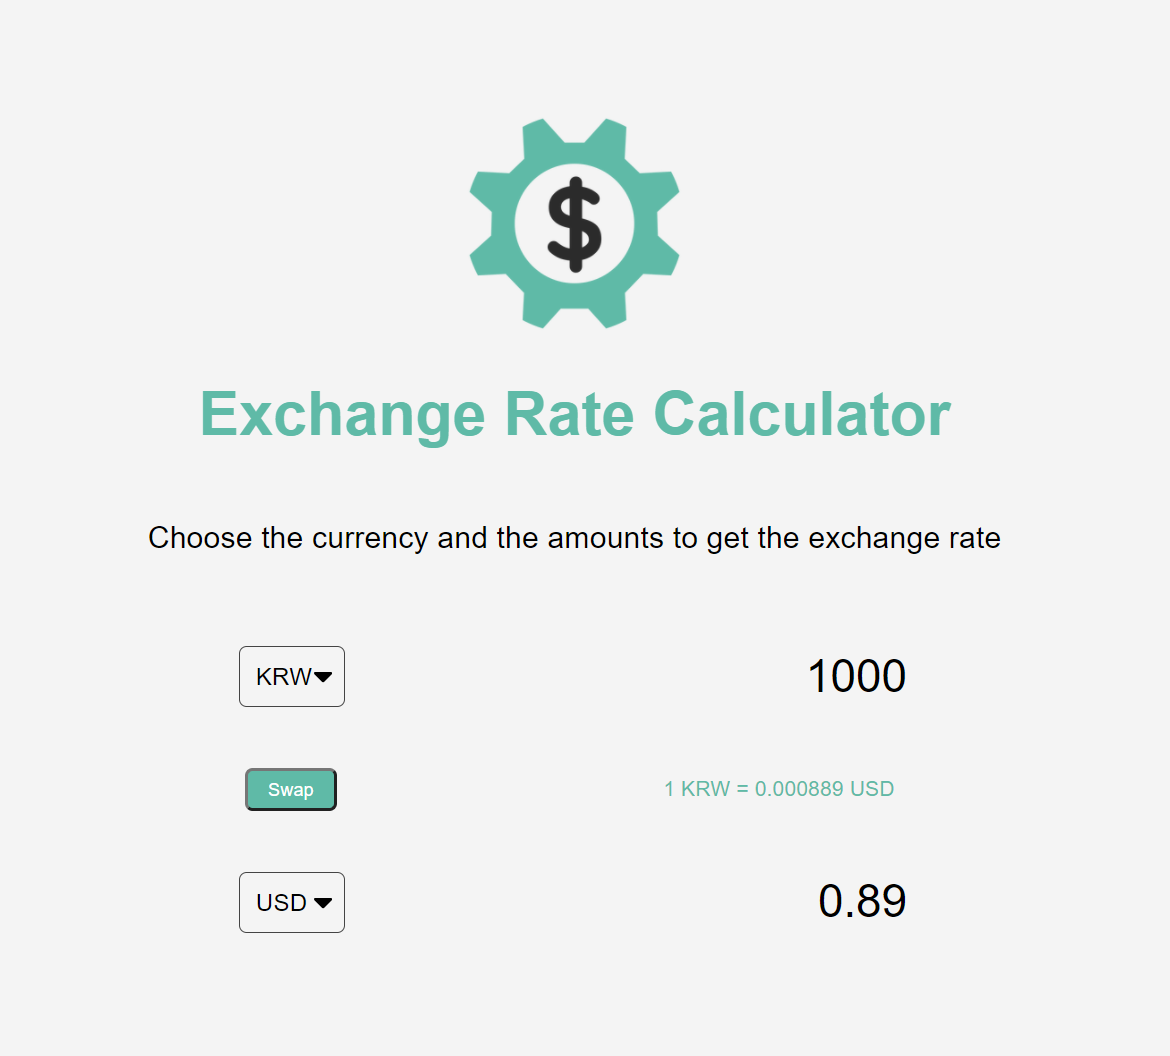 $
Exchange Rate Calculator
Choose the currency and the amounts to get the exchange rate
KRW 1000
Swap 1 KRW = 0.000889 USD
USD 0.89